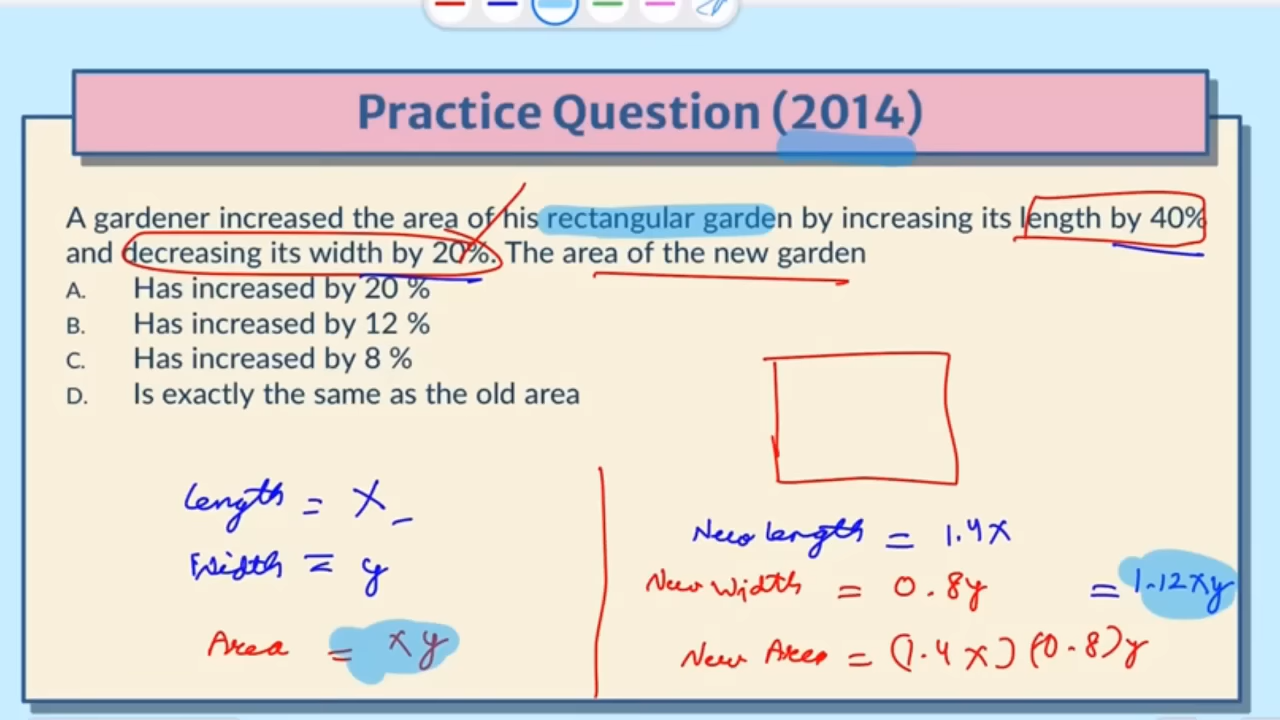 Practice Question (2014)
A gardener increased the area of his rectangular garden by increasing its length by 40%
and decreasing its width by 20%. The area of the new garden
A. Has increased by 20 %
B. Has increased by 12 %
C. Has increased by 8 %
D. Is exactly the same as the old area
Length = x
Width = y
Area = xy
New length = 1.4x
New Width = 0.8y
= 1.12xy
New Area = (1.4x)(0.8)y